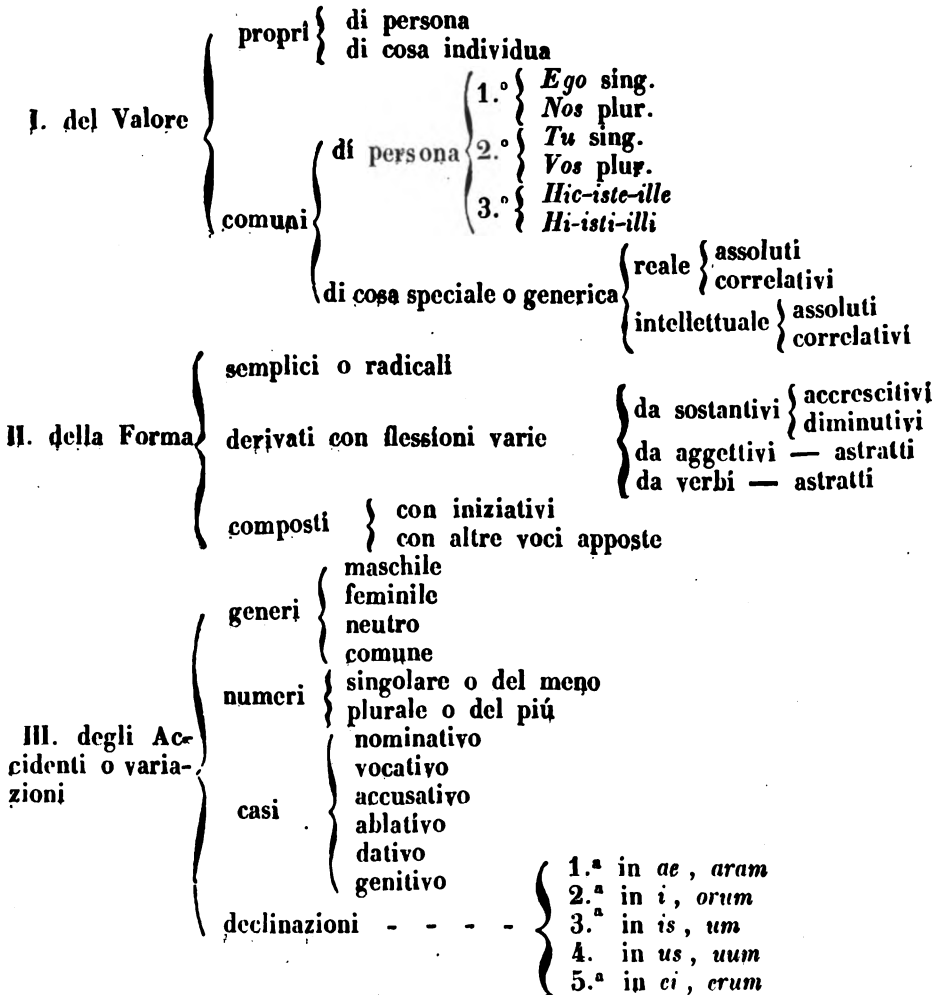 propri di persona
di cosa individua
I. del Valore
comuni
di persona
1.° Ego sing.
Nos plur.
2.° Tu sing.
Vos plur.
3.° Hic-iste-ille
Hi-isti-illi
di cosa speciale o generica
reale assoluti
correlativi
intellettuale assoluti
correlativi
II. della Forma
semplici o radicali
derivati con flessioni varie
da sostantivi accrescitivi
diminutivi
da aggettivi — astratti
da verbi — astratti
composti con iniziativi
con altre voci apposte
III. degli Ac-
cidenti o varia-
zioni
generi
maschile
feminile
neutro
comune
numeri
singolare o del meno
plurale o del piú
casi
nominativo
vocativo
accusativo
ablativo
dativo
genitivo
declinazioni - - - -
1.ª in ae, aram
2.ª in i, orum
3.ª in is, um
4. in us, uum
5.ª in ei, erum